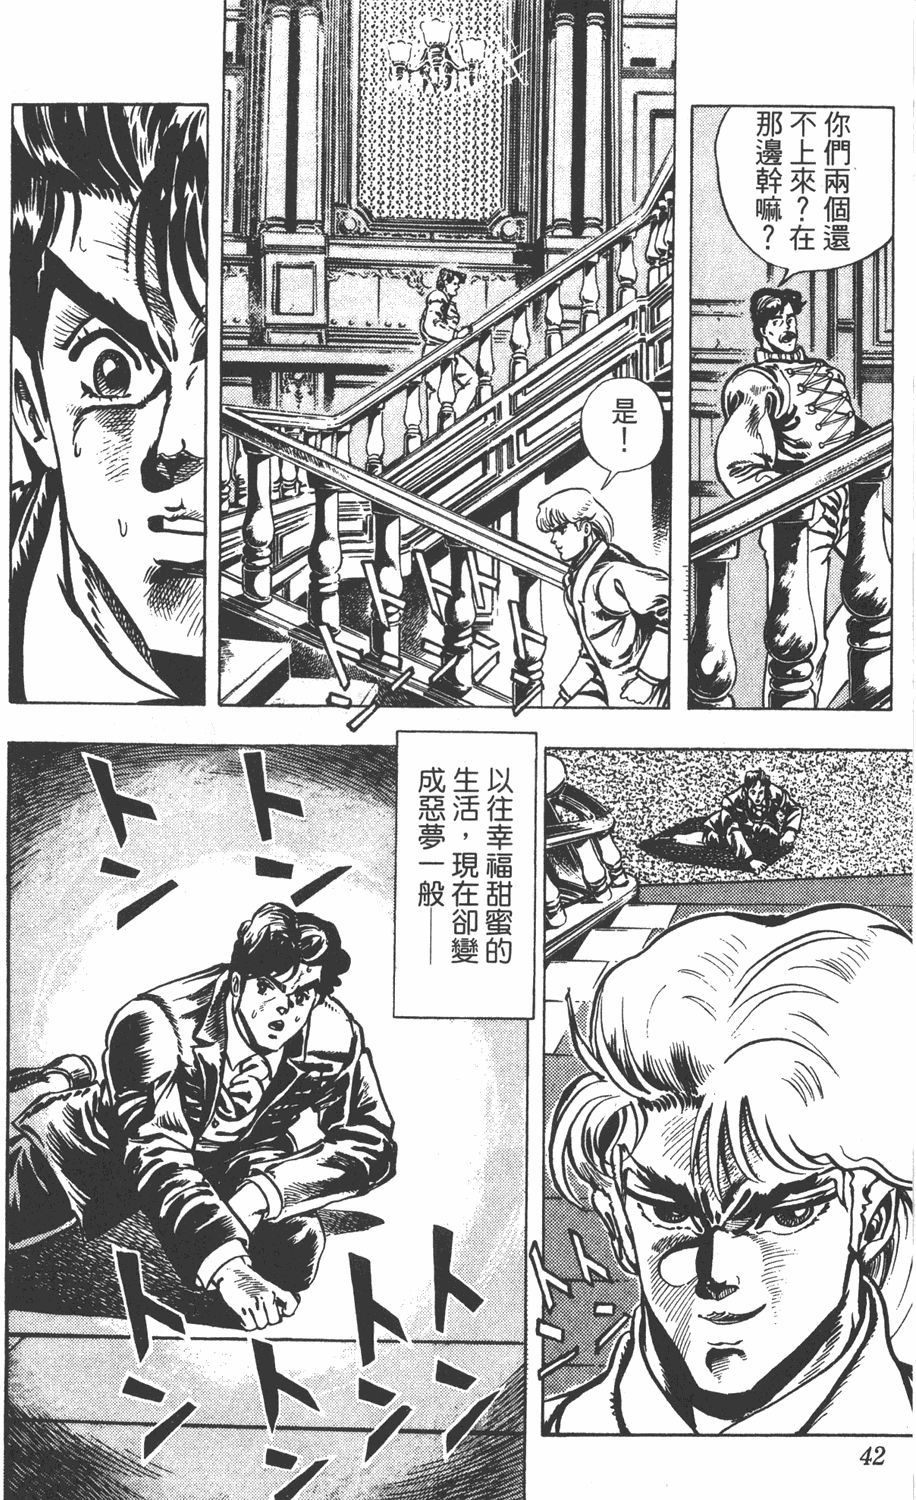 你們兩個還
不上來？在
那邊幹嘛？
是！
以往幸福甜蜜的
生活，現在卻變
成惡夢一般——
トントントントントントン
42